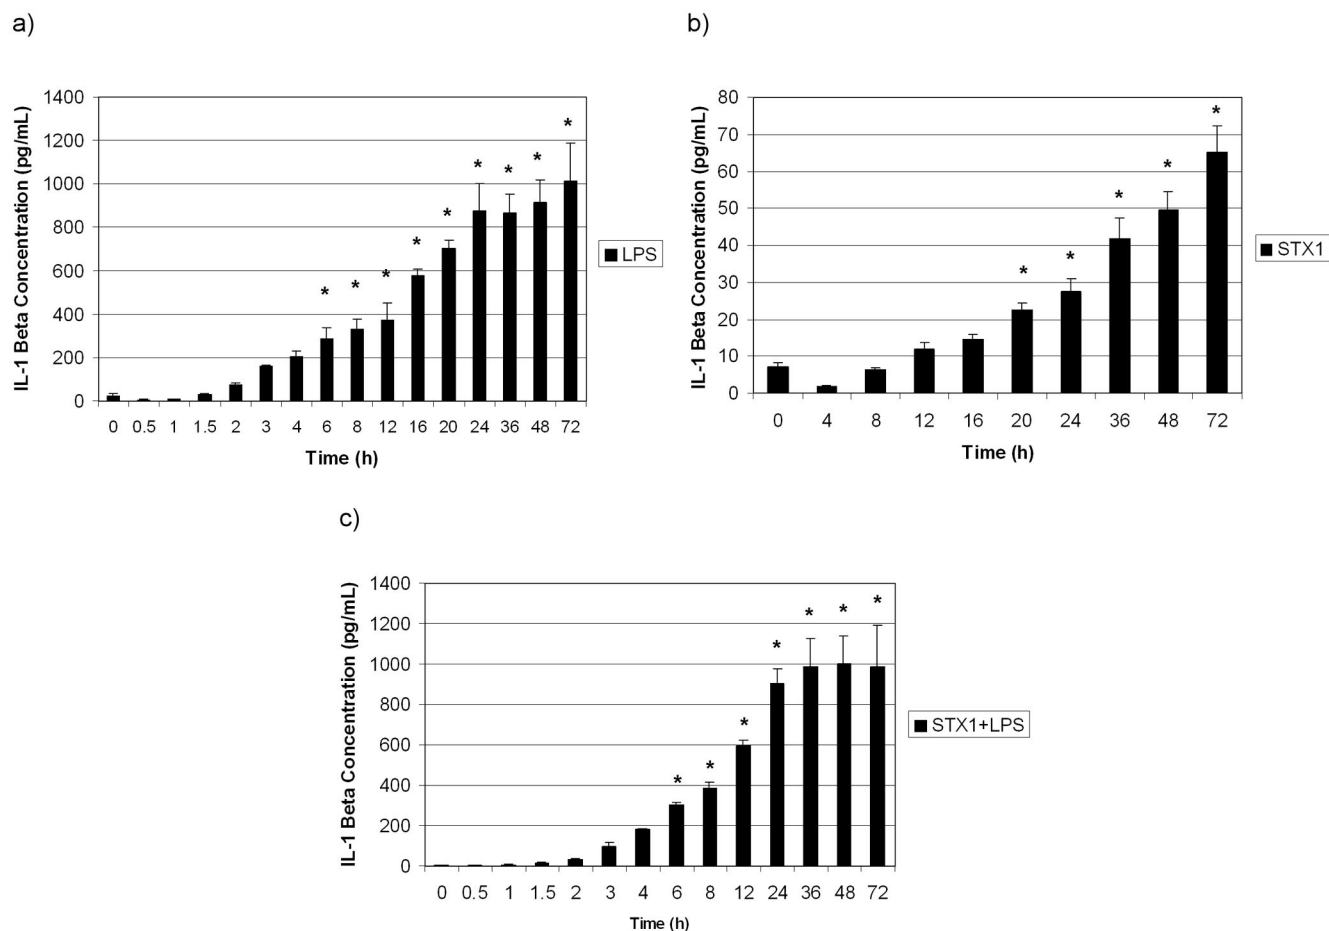 a)
IL-1 Beta Concentration (pg/mL)
1400
1200
1000
800
600
400
200
0
* * * * * * * * * *
0 0.5 1 1.5 2 3 4 6 8 12 16 20 24 36 48 72
Time (h)
LPS
b)
IL-1 Beta Concentration (pg/mL)
80
70
60
50
40
30
20
10
0
* * * * *
0 4 8 12 16 20 24 36 48 72
Time (h)
STX1
c)
IL-1 Beta Concentration (pg/mL)
1400
1200
1000
800
600
400
200
0
* * * * * * *
0 0.5 1 1.5 2 3 4 6 8 12 24 36 48 72
Time (h)
STX1+LPS